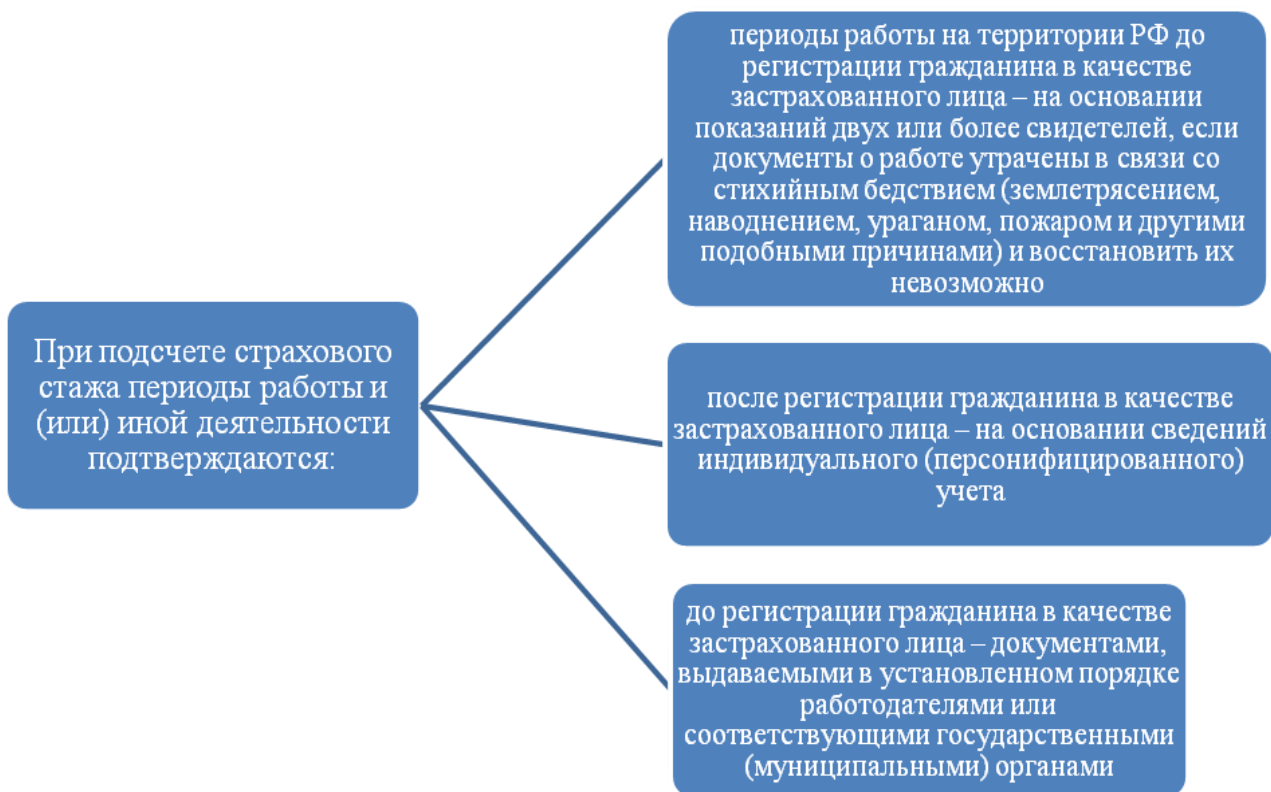 При подсчете страхового
стажа периоды работы и
(или) иной деятельности
подтверждаются:
периоды работы на территории РФ до
регистрации гражданина в качестве
застрахованного лица – на основании
показаний двух или более свидетелей, если
документы о работе утрачены в связи со
стихийным бедствием (землетрясением,
наводнением, ураганом, пожаром и другими
подобными причинами) и восстановить их
невозможно
после регистрации гражданина в качестве
застрахованного лица – на основании сведений
индивидуального (персонифицированного)
учета
до регистрации гражданина в качестве
застрахованного лица – документами,
выдаваемыми в установленном порядке
работодателями или
соответствующими государственными
(муниципальными) органами